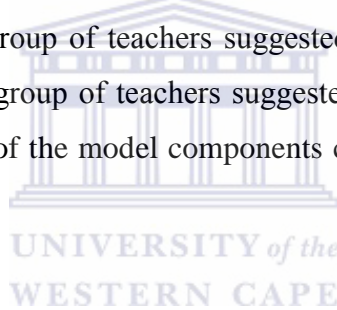 roup of teachers suggested
group of teachers suggeste
of the model components
UNIVERSITY of the
WESTERN CAPE